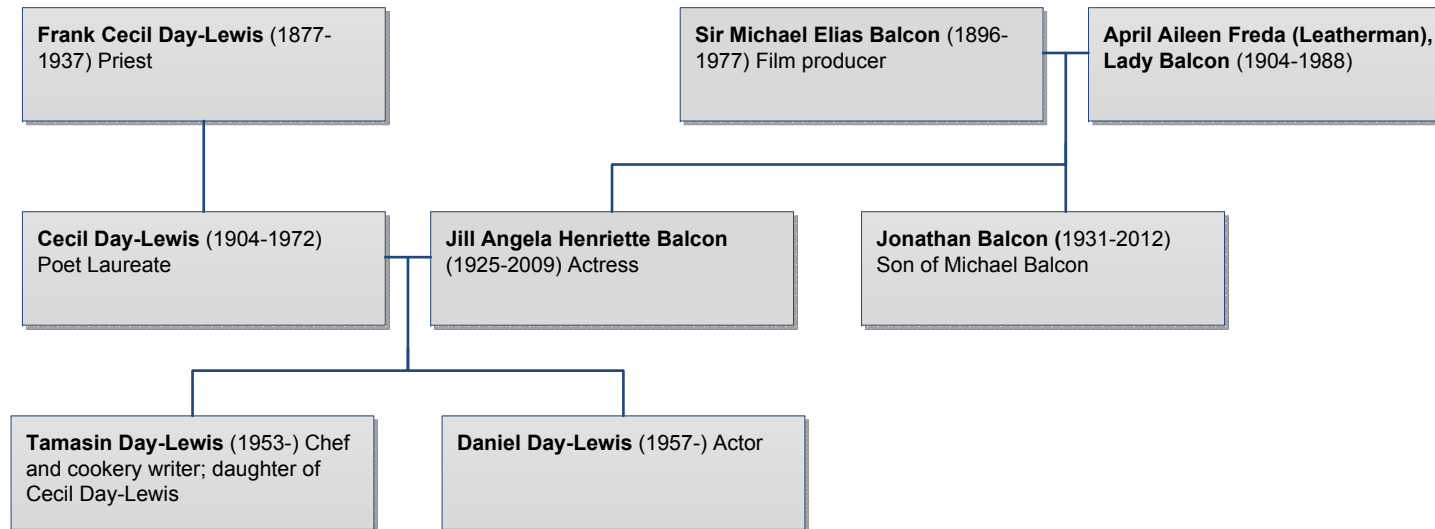 Frank Cecil Day-Lewis (1877-
1937) Priest
Sir Michael Elias Balcon (1896-
1977) Film producer
April Aileen Freda (Leatherman),
Lady Balcon (1904-1988)
Cecil Day-Lewis (1904-1972)
Poet Laureate
Jill Angela Henriette Balcon
(1925-2009) Actress
Jonathan Balcon (1931-2012)
Son of Michael Balcon
Tamasin Day-Lewis (1953-) Chef
and cookery writer; daughter of
Cecil Day-Lewis
Daniel Day-Lewis (1957-) Actor